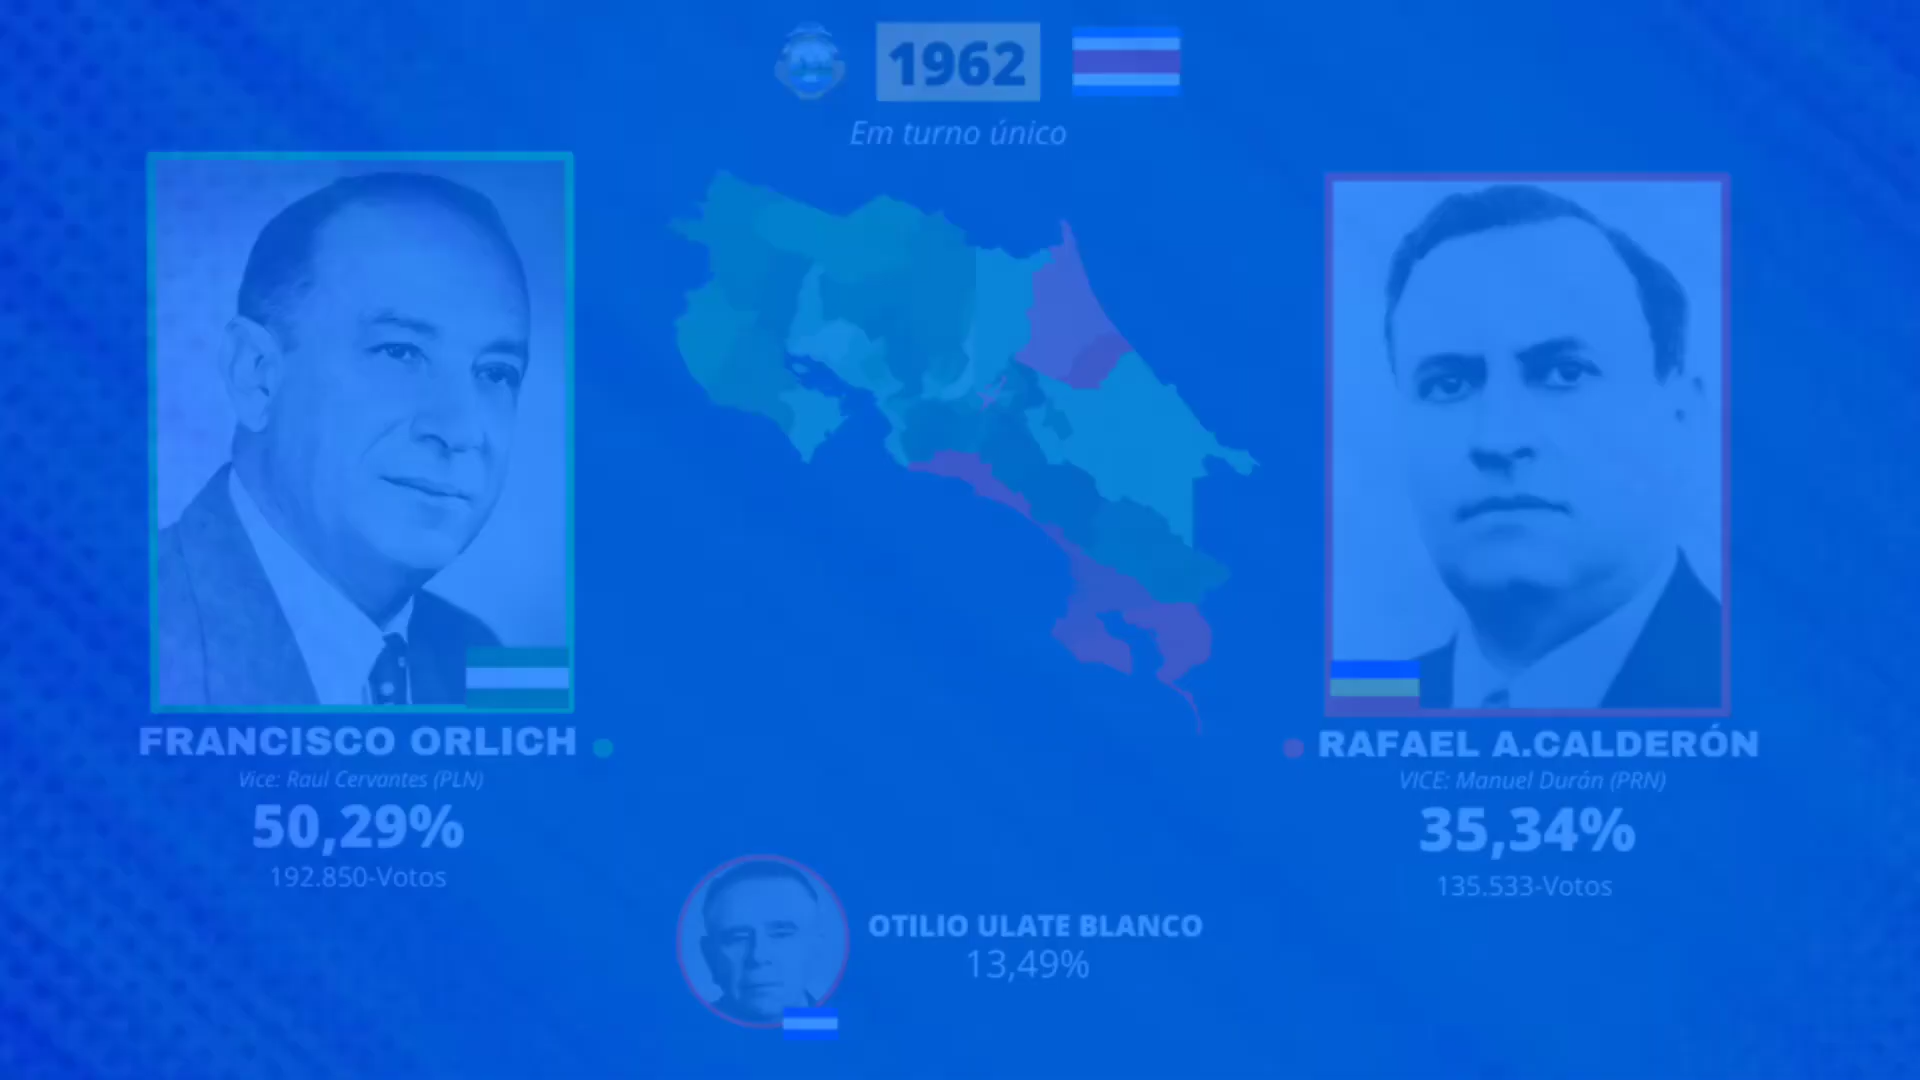 1962
Em turno único
FRANCISCO ORLICH
Vice: Raul Cervantes (PLN)
50,29%
192.850-Votos
RAFAEL A.CALDERÓN
VICE: Manuel Durán (PRN)
35,34%
135.533-Votos
OTILIO ULATE BLANCO
13,49%